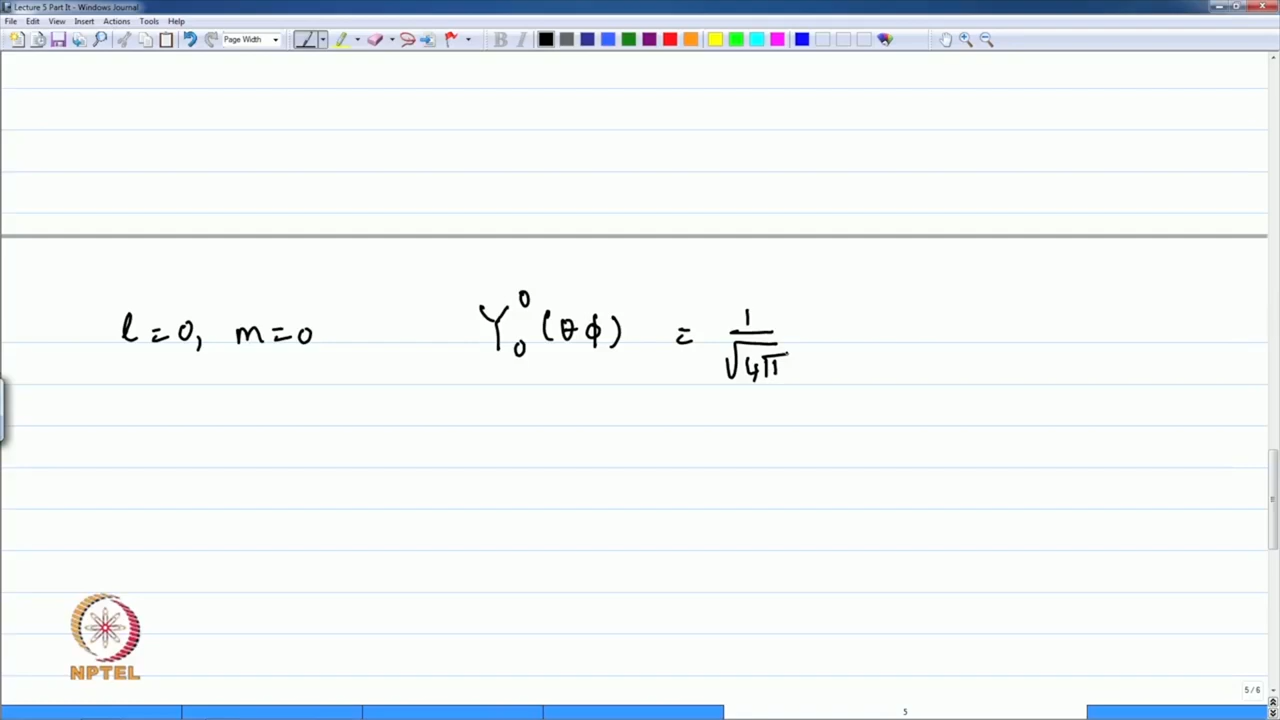 Lecture 5 Part II - Windows Journal
File Edit View Insert Actions Tools Help
Page Width
l = 0, m = 0 Y₀⁰ (θ ϕ) = 1/√4π
NPTEL
5 / 6
5